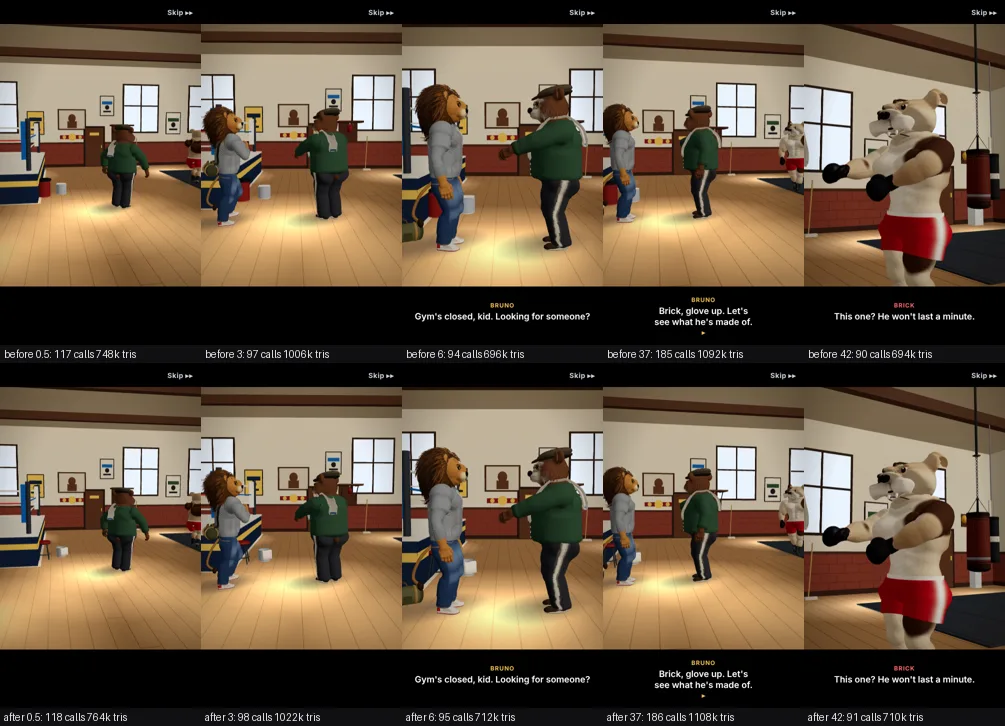 Skip ▸▸
Skip ▸▸
Skip ▸▸
Skip ▸▸
Skip ▸▸
BRUNO
Gym's closed, kid. Looking for someone?
BRUNO
Brick, glove up. Let's
see what he's made of.
BRICK
This one? He won't last a minute.
before 0.5: 117 calls 748k tris
before 3: 97 calls 1006k tris
before 6: 94 calls 696k tris
before 37: 185 calls 1092k tris
before 42: 90 calls 694k tris
Skip ▸▸
Skip ▸▸
Skip ▸▸
Skip ▸▸
Skip ▸▸
BRUNO
Gym's closed, kid. Looking for someone?
BRUNO
Brick, glove up. Let's
see what he's made of.
BRICK
This one? He won't last a minute.
after 0.5: 118 calls 764k tris
after 3: 98 calls 1022k tris
after 6: 95 calls 712k tris
after 37: 186 calls 1108k tris
after 42: 91 calls 710k tris